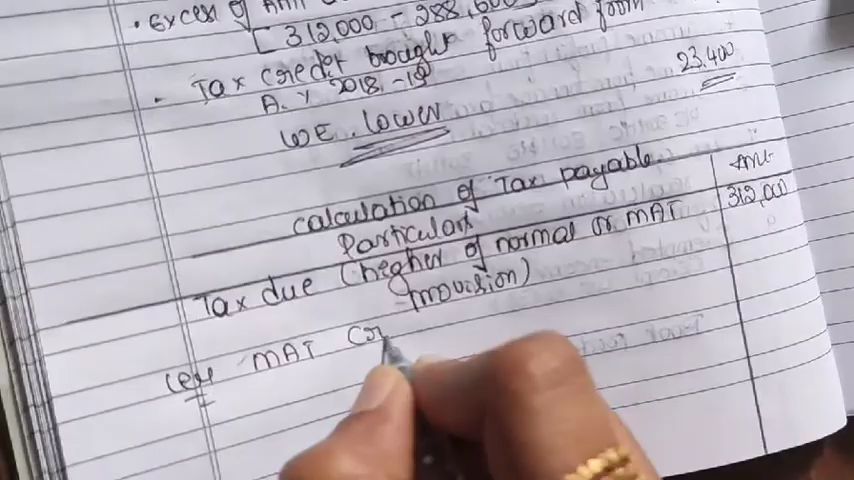 • Excess of AMT
[ 312,000 - 288,600
• Tax credit brought forward from
A.Y 2018-19 23,400
W.E. lower
Calculation of Tax payable
Particulars Amt
Tax due (higher of normal or MAT 312,000
provision)
Less MAT Cr